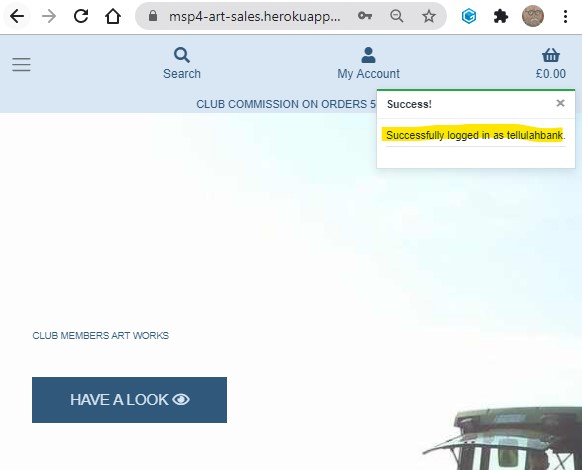 msp4-art-sales.herokuapp...
Search
My Account
£0.00
CLUB COMMISSION ON ORDERS 5
Success!
×
Successfully logged in as tellulahbank.
CLUB MEMBERS ART WORKS
HAVE A LOOK